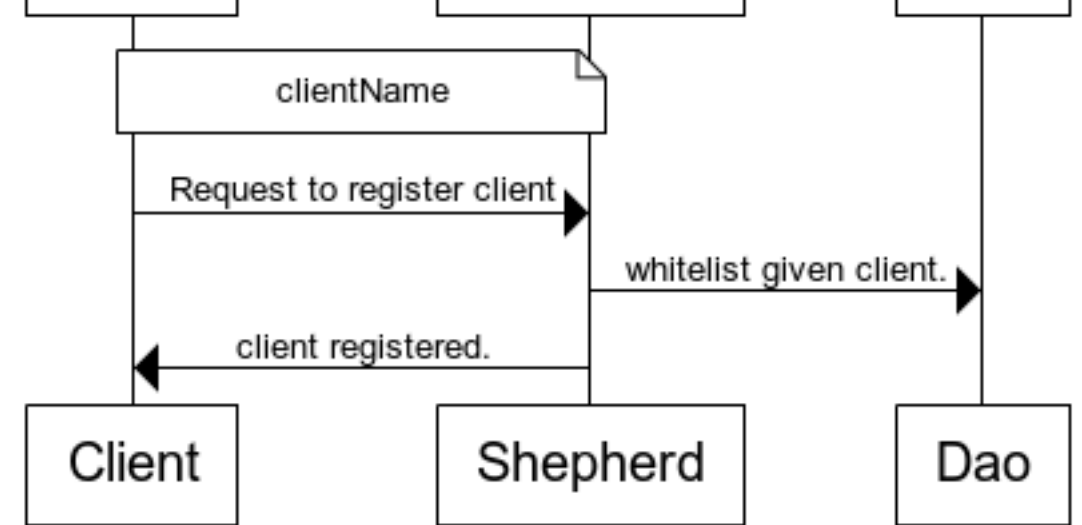 clientName
Request to register client
whitelist given client.
client registered.
Client
Shepherd
Dao